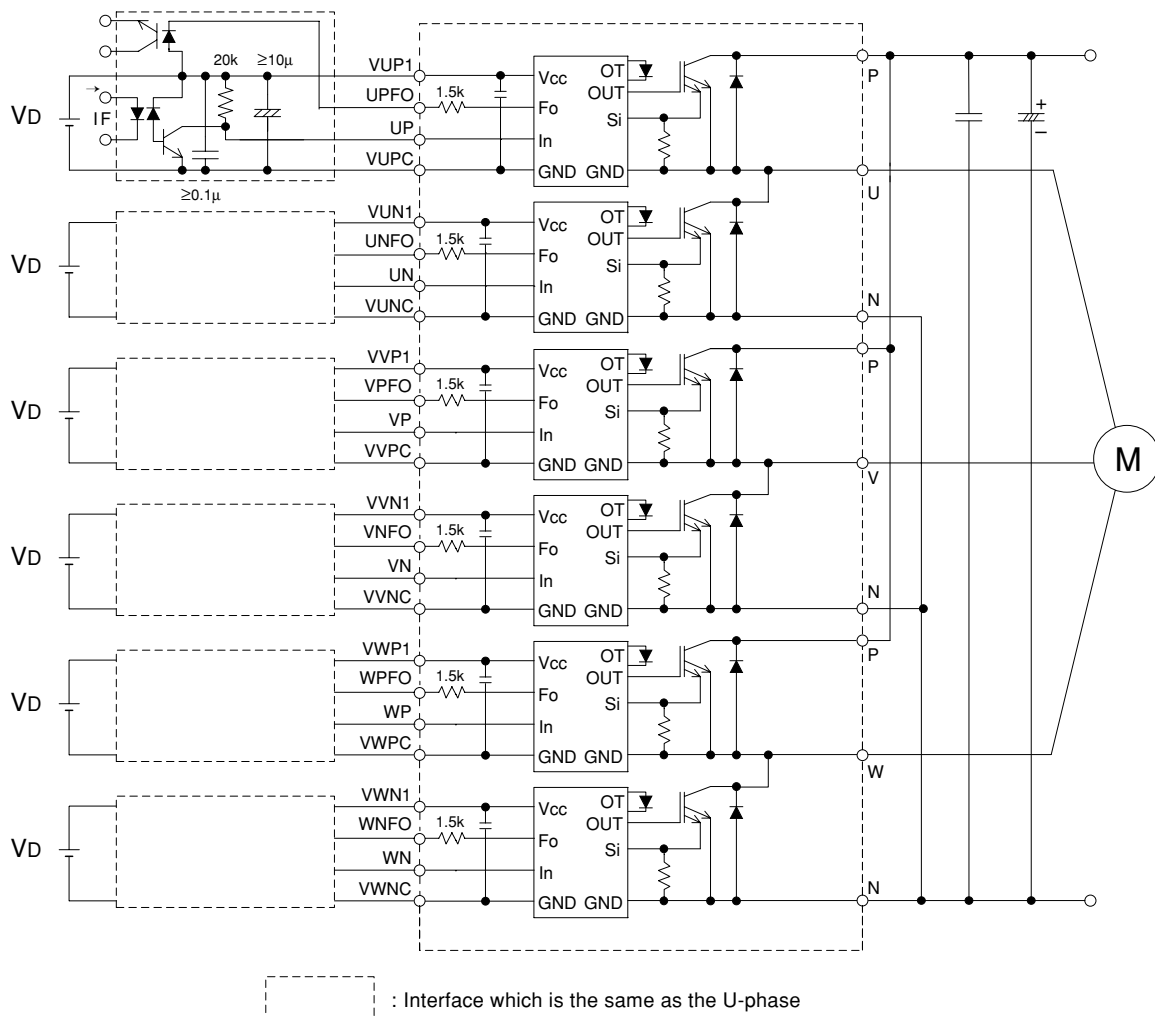 20k ≥10μ
VD
IF
≥0.1μ
VUP1
UPFO
UP
VUPC
1.5k
Vcc
Fo
In
GND GND
OT
OUT
Si
P
U
VD
VUN1
UNFO
UN
VUNC
1.5k
Vcc
Fo
In
GND GND
OT
OUT
Si
N
VD
VVP1
VPFO
VP
VVPC
1.5k
Vcc
Fo
In
GND GND
OT
OUT
Si
P
V
VD
VVN1
VNFO
VN
VVNC
1.5k
Vcc
Fo
In
GND GND
OT
OUT
Si
N
VD
VWP1
WPFO
WP
VWPC
1.5k
Vcc
Fo
In
GND GND
OT
OUT
Si
P
W
VD
VWN1
WNFO
WN
VWNC
1.5k
Vcc
Fo
In
GND GND
OT
OUT
Si
N
+
–
M
: Interface which is the same as the U-phase